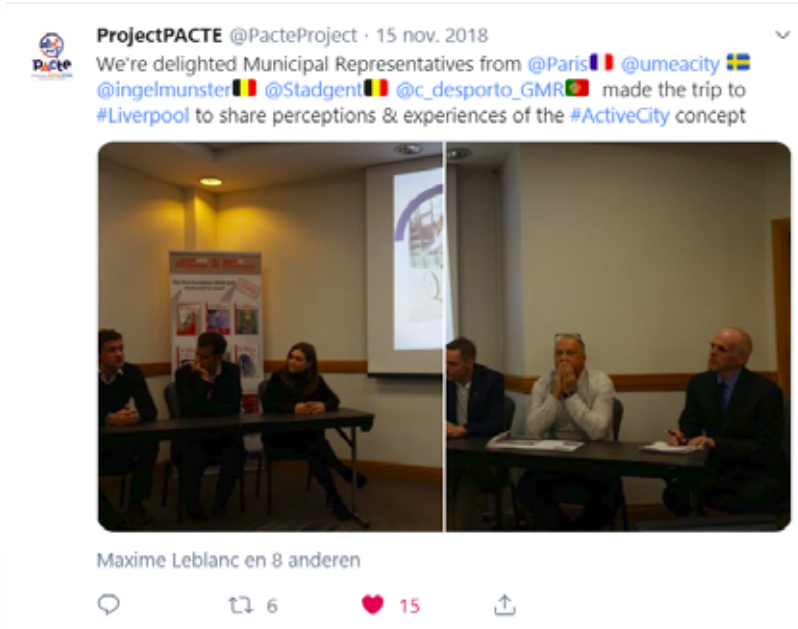 ProjectPACTE @PacteProject · 15 nov. 2018
We're delighted Municipal Representatives from @Paris🇫🇷 @umeacity 🇸🇪
@ingelmunster🇧🇪 @Stadgent🇧🇪 @c_desporto_GMR🇵🇹 made the trip to
#Liverpool to share perceptions & experiences of the #ActiveCity concept
Pacte
Maxime Leblanc en 8 anderen
6
15